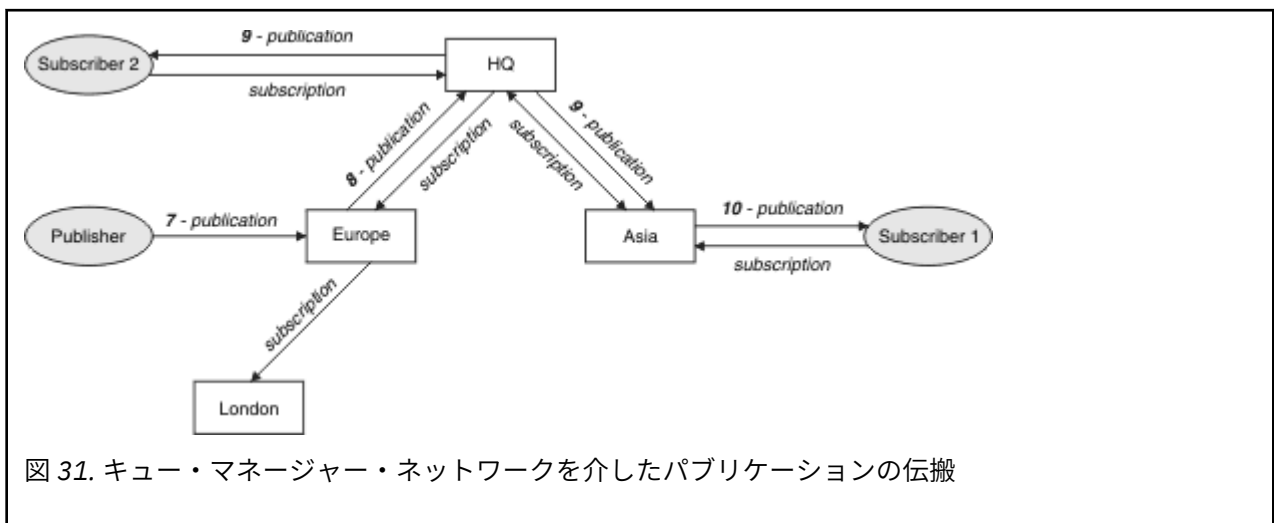 9 - publication
Subscriber 2
HQ
subscription
9 - publication
8 - publication
subscription
subscription
7 - publication
10 - publication
Publisher
Europe
Asia
Subscriber 1
subscription
subscription
London
図 31. キュー・マネージャー・ネットワークを介したパブリケーションの伝搬